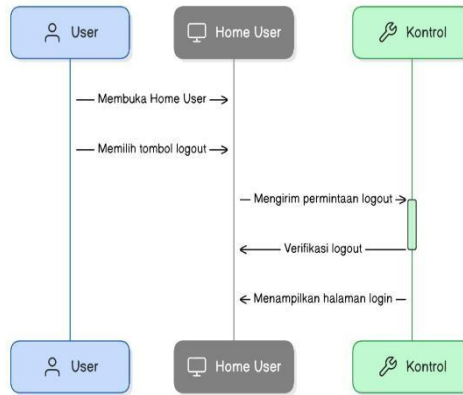 User
Home User
Kontrol
Membuka Home User
Memilih tombol logout
Mengirim permintaan logout
Verifikasi logout
Menampilkan halaman login
User
Home User
Kontrol